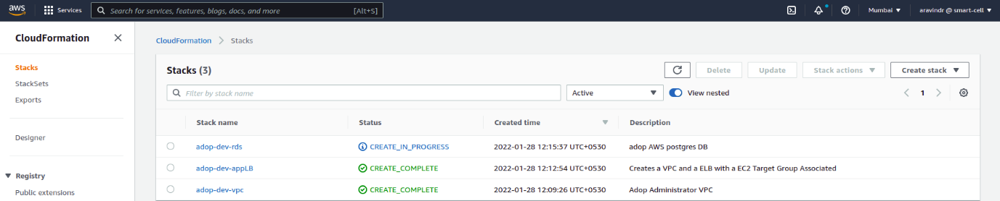 aws Services Search for services, features, blogs, docs, and more [Alt+S] Mumbai aravindr @ smart-cell
CloudFormation
Stacks
StackSets
Exports
Designer
Registry
Public extensions
CloudFormation Stacks
Stacks (3) Delete Update Stack actions Create stack
Filter by stack name Active View nested 1
Stack name Status Created time Description
adop-dev-rds CREATE_IN_PROGRESS 2022-01-28 12:15:37 UTC+0530 adop AWS postgres DB
adop-dev-appLB CREATE_COMPLETE 2022-01-28 12:12:54 UTC+0530 Creates a VPC and a ELB with a EC2 Target Group Associated
adop-dev-vpc CREATE_COMPLETE 2022-01-28 12:09:26 UTC+0530 Adop Administrator VPC